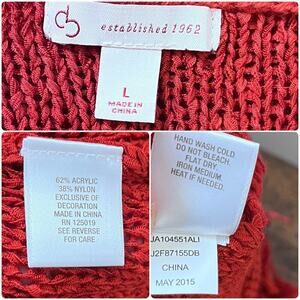 cb
established 1962
L
MADE IN
CHINA
62% ACRYLIC
38% NYLON
EXCLUSIVE OF
DECORATION
MADE IN CHINA
RN 125019
SEE REVERSE
FOR CARE
HAND WASH COLD
DO NOT BLEACH.
FLAT DRY.
IRON MEDIUM
HEAT IF NEEDED.
JA104551ALI
J2F87155DB
CHINA
MAY 2015